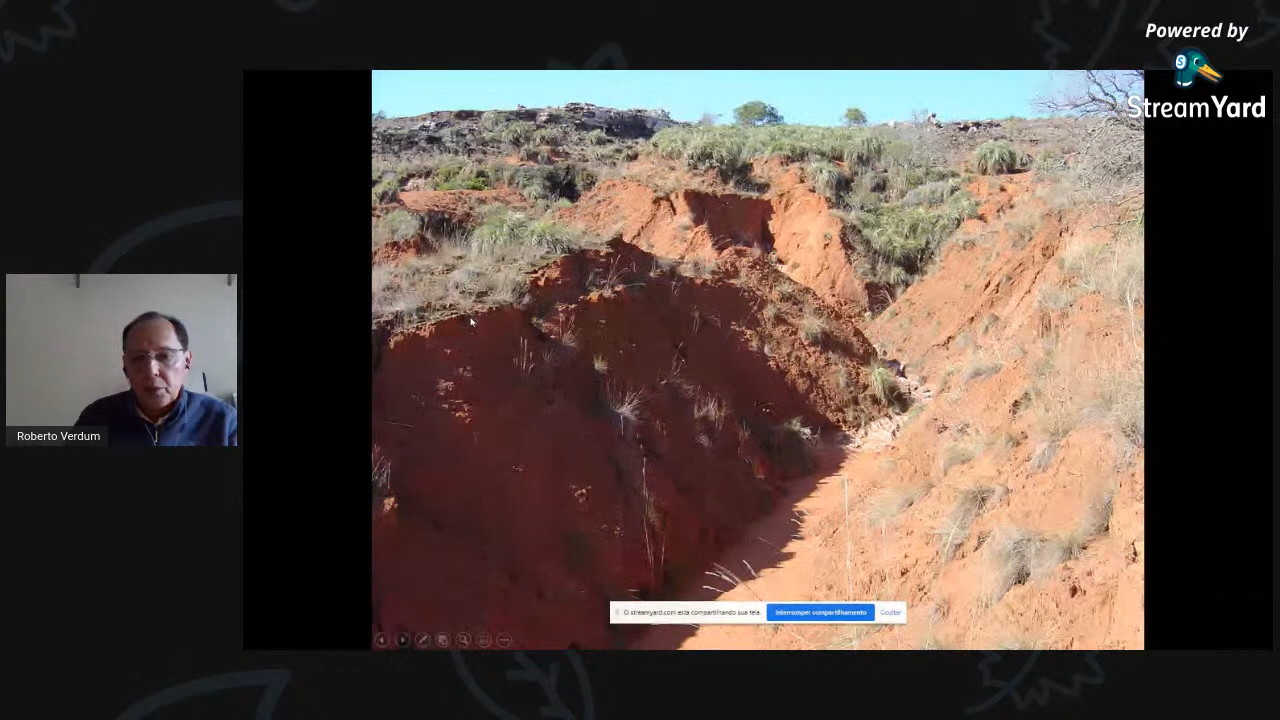 Powered by
StreamYard
Roberto Verdum
O streamyard.com está compartilhando sua tela.
Interromper compartilhamento
Ocultar